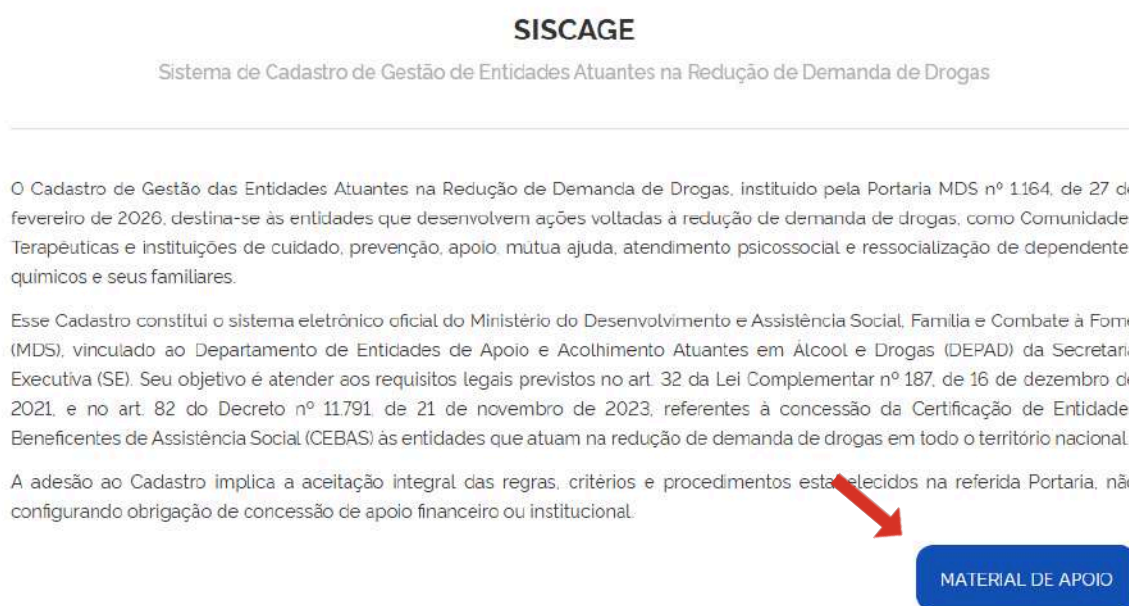 SISCAGE
Sistema de Cadastro de Gestão de Entidades Atuantes na Redução de Demanda de Drogas
O Cadastro de Gestão das Entidades Atuantes na Redução de Demanda de Drogas, instituído pela Portaria MDS nº 1.164, de 27 de
fevereiro de 2026, destina-se às entidades que desenvolvem ações voltadas à redução de demanda de drogas, como Comunidade
Terapêuticas e instituições de cuidado, prevenção, apoio, mútua ajuda, atendimento psicossocial e ressocialização de dependente
químicos e seus familiares.
Esse Cadastro constitui o sistema eletrônico oficial do Ministério do Desenvolvimento e Assistência Social, Família e Combate à Fome
(MDS), vinculado ao Departamento de Entidades de Apoio e Acolhimento Atuantes em Álcool e Drogas (DEPAD) da Secretaria
Executiva (SE). Seu objetivo é atender aos requisitos legais previstos no art. 32 da Lei Complementar nº 187, de 16 de dezembro de
2021, e no art. 82 do Decreto nº 11.791, de 21 de novembro de 2023, referentes à concessão da Certificação de Entidade
Beneficentes de Assistência Social (CEBAS) às entidades que atuam na redução de demanda de drogas em todo o território nacional.
A adesão ao Cadastro implica a aceitação integral das regras, critérios e procedimentos estabelecidos na referida Portaria, não
configurando obrigação de concessão de apoio financeiro ou institucional.
MATERIAL DE APOIO